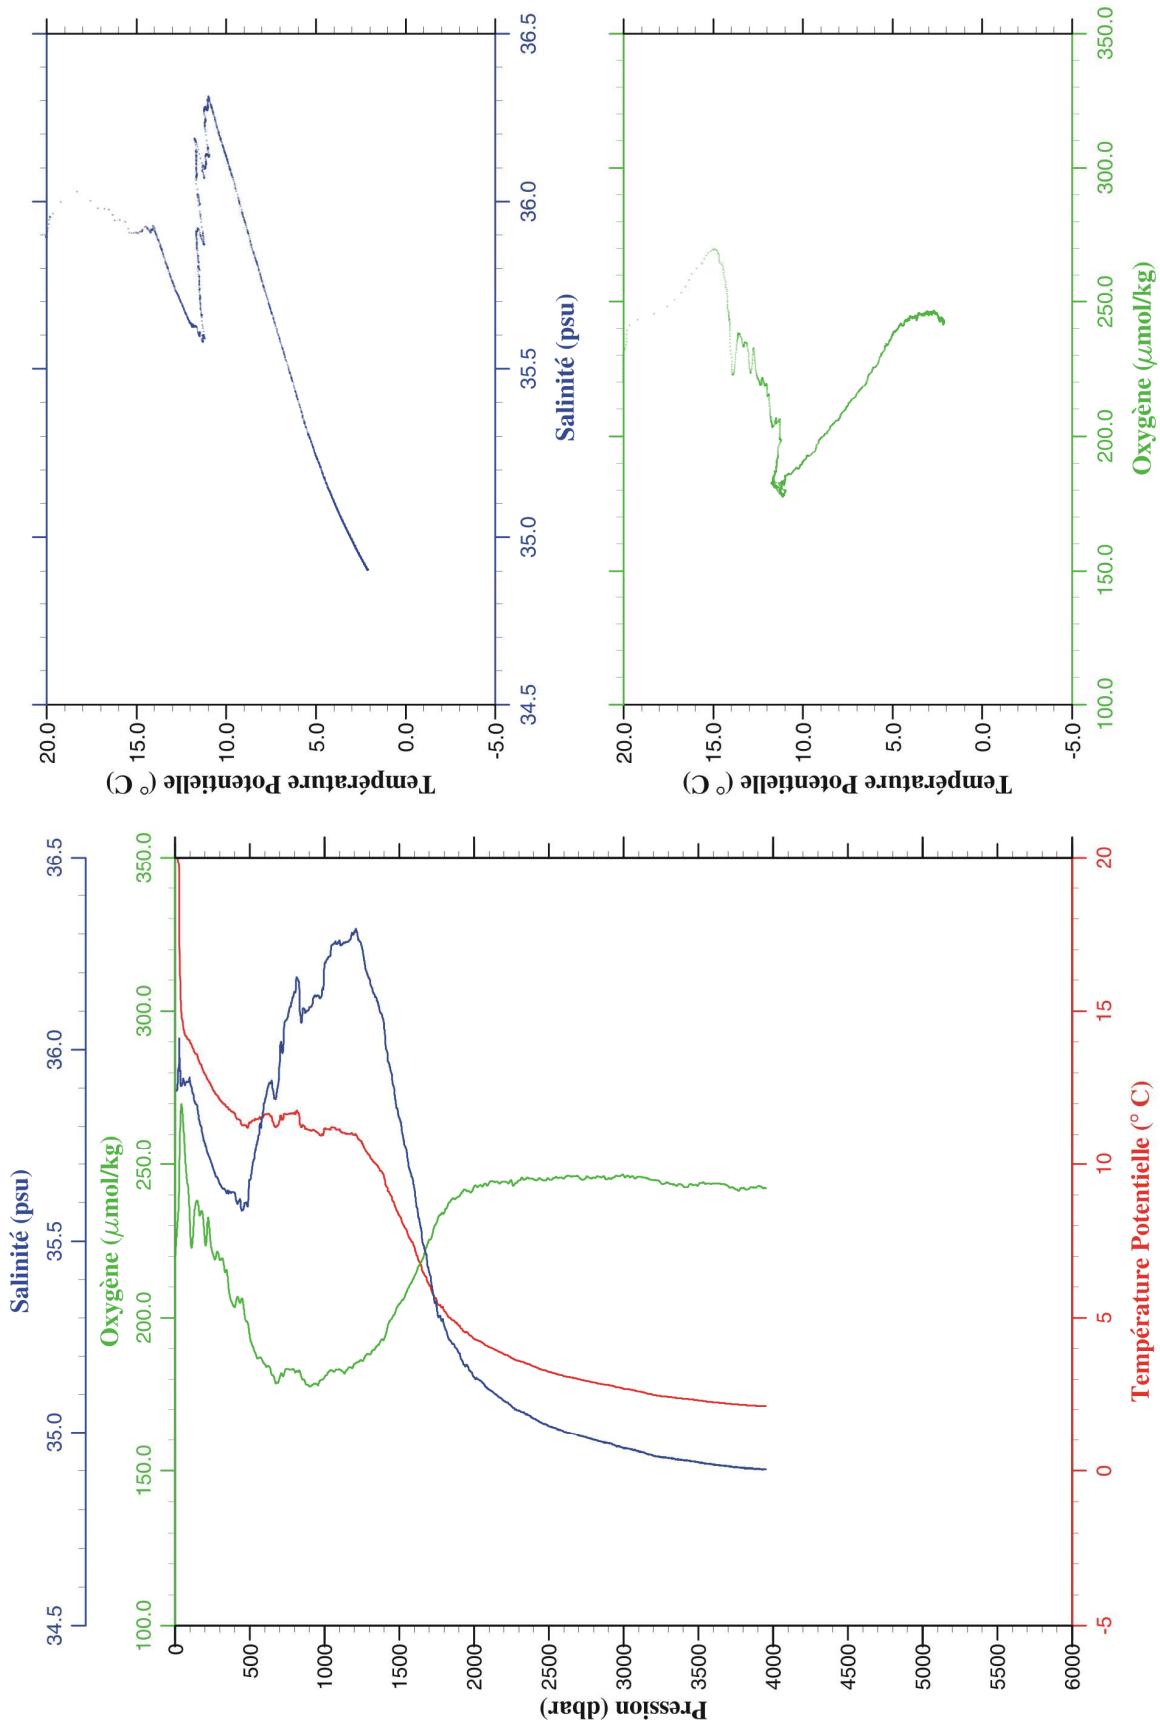 Salinité (psu)
34.5 35.0 35.5 36.0 36.5
Oxygène (μmol/kg)
100.0 150.0 200.0 250.0 300.0 350.0
Pression (dbar)
0
500
1000
1500
2000
2500
3000
3500
4000
4500
5000
5500
6000
-5 0 5 10 15 20
Température Potentielle (° C)
Température Potentielle (° C)
20.0
15.0
10.0
5.0
0.0
-5.0
34.5 35.0 35.5 36.0 36.5
Salinité (psu)
Température Potentielle (° C)
20.0
15.0
10.0
5.0
0.0
-5.0
100.0 150.0 200.0 250.0 300.0 350.0
Oxygène (μmol/kg)